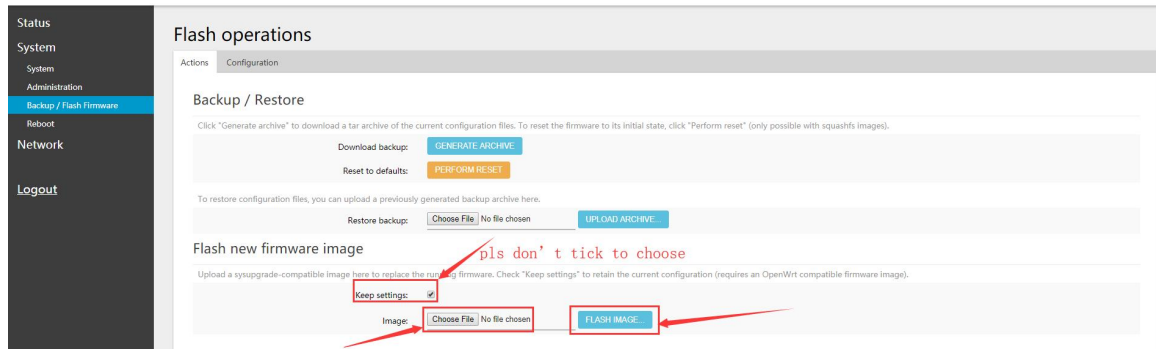 Status
System
System
Administration
Backup / Flash Firmware
Reboot
Network
Logout
Flash operations
Actions Configuration
Backup / Restore
Click "Generate archive" to download a tar archive of the current configuration files. To reset the firmware to its initial state, click "Perform reset" (only possible with squashfs images).
Download backup: GENERATE ARCHIVE
Reset to defaults: PERFORM RESET
To restore configuration files, you can upload a previously generated backup archive here.
Restore backup: Choose File No file chosen UPLOAD ARCHIVE...
Flash new firmware image
pls don't tick to choose
Upload a sysupgrade-compatible image here to replace the running firmware. Check "Keep settings" to retain the current configuration (requires an OpenWrt compatible firmware image).
Keep settings:
Image: Choose File No file chosen FLASH IMAGE...